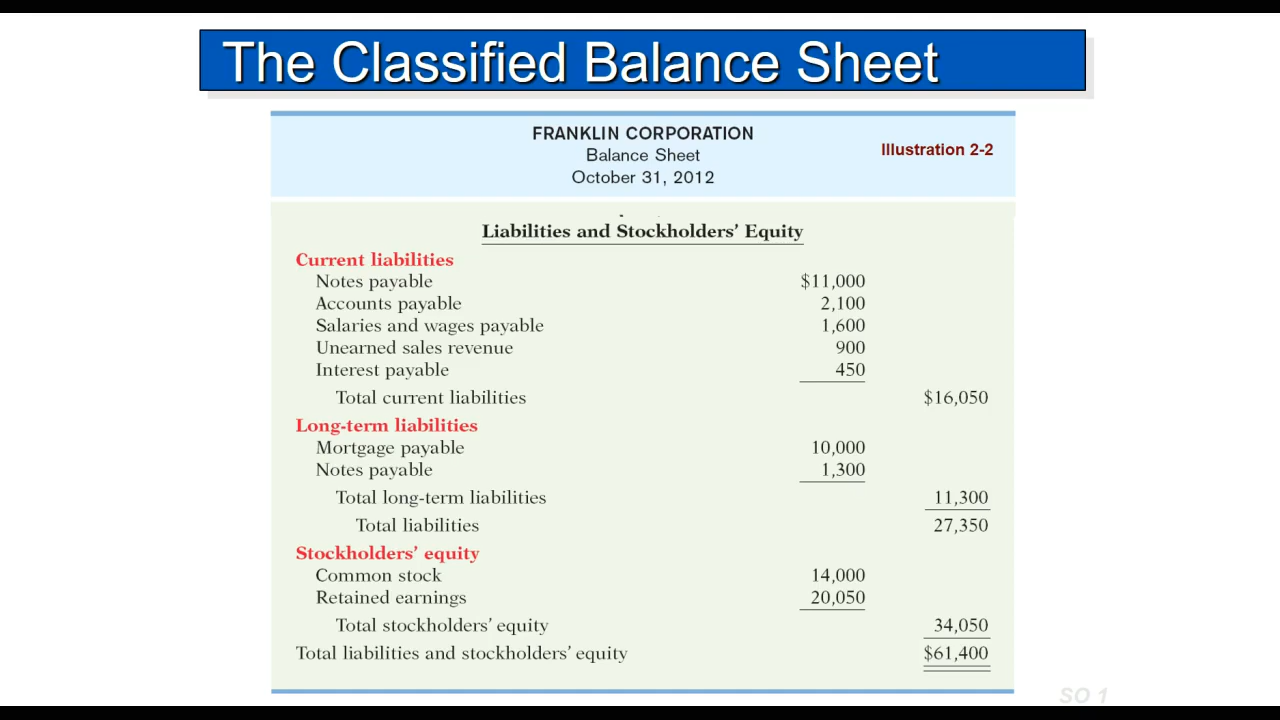 The Classified Balance Sheet
FRANKLIN CORPORATION
Balance Sheet
Illustration 2-2
October 31, 2012
Liabilities and Stockholders' Equity
Current liabilities
Notes payable $11,000
Accounts payable 2,100
Salaries and wages payable 1,600
Unearned sales revenue 900
Interest payable 450
Total current liabilities $16,050
Long-term liabilities
Mortgage payable 10,000
Notes payable 1,300
Total long-term liabilities 11,300
Total liabilities 27,350
Stockholders' equity
Common stock 14,000
Retained earnings 20,050
Total stockholders' equity 34,050
Total liabilities and stockholders' equity $61,400
SO 1